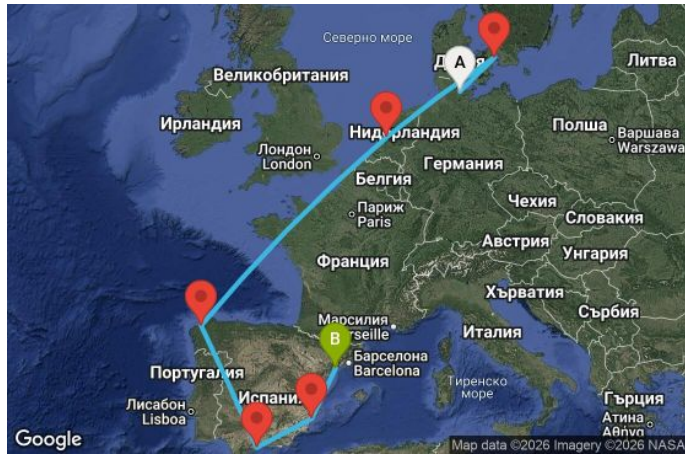 Северно море
A
Литва
Великобритания
Ирландия
Нидерландия
Полша
Варшава
Warszawa
Лондон
London
Германия
Белгия
Чехия
Париж
Paris
Словакия
Австрия
Унгария
Франция
Хърватия
Сърбия
Марсилия
Италия
B
Барселона
Barcelona
Португалия
Тиренско
море
Испания
Гърция
Лисабон
Lisboa
Атина
Αθήνα
Google
Map data ©2026 Imagery ©2026 NASA